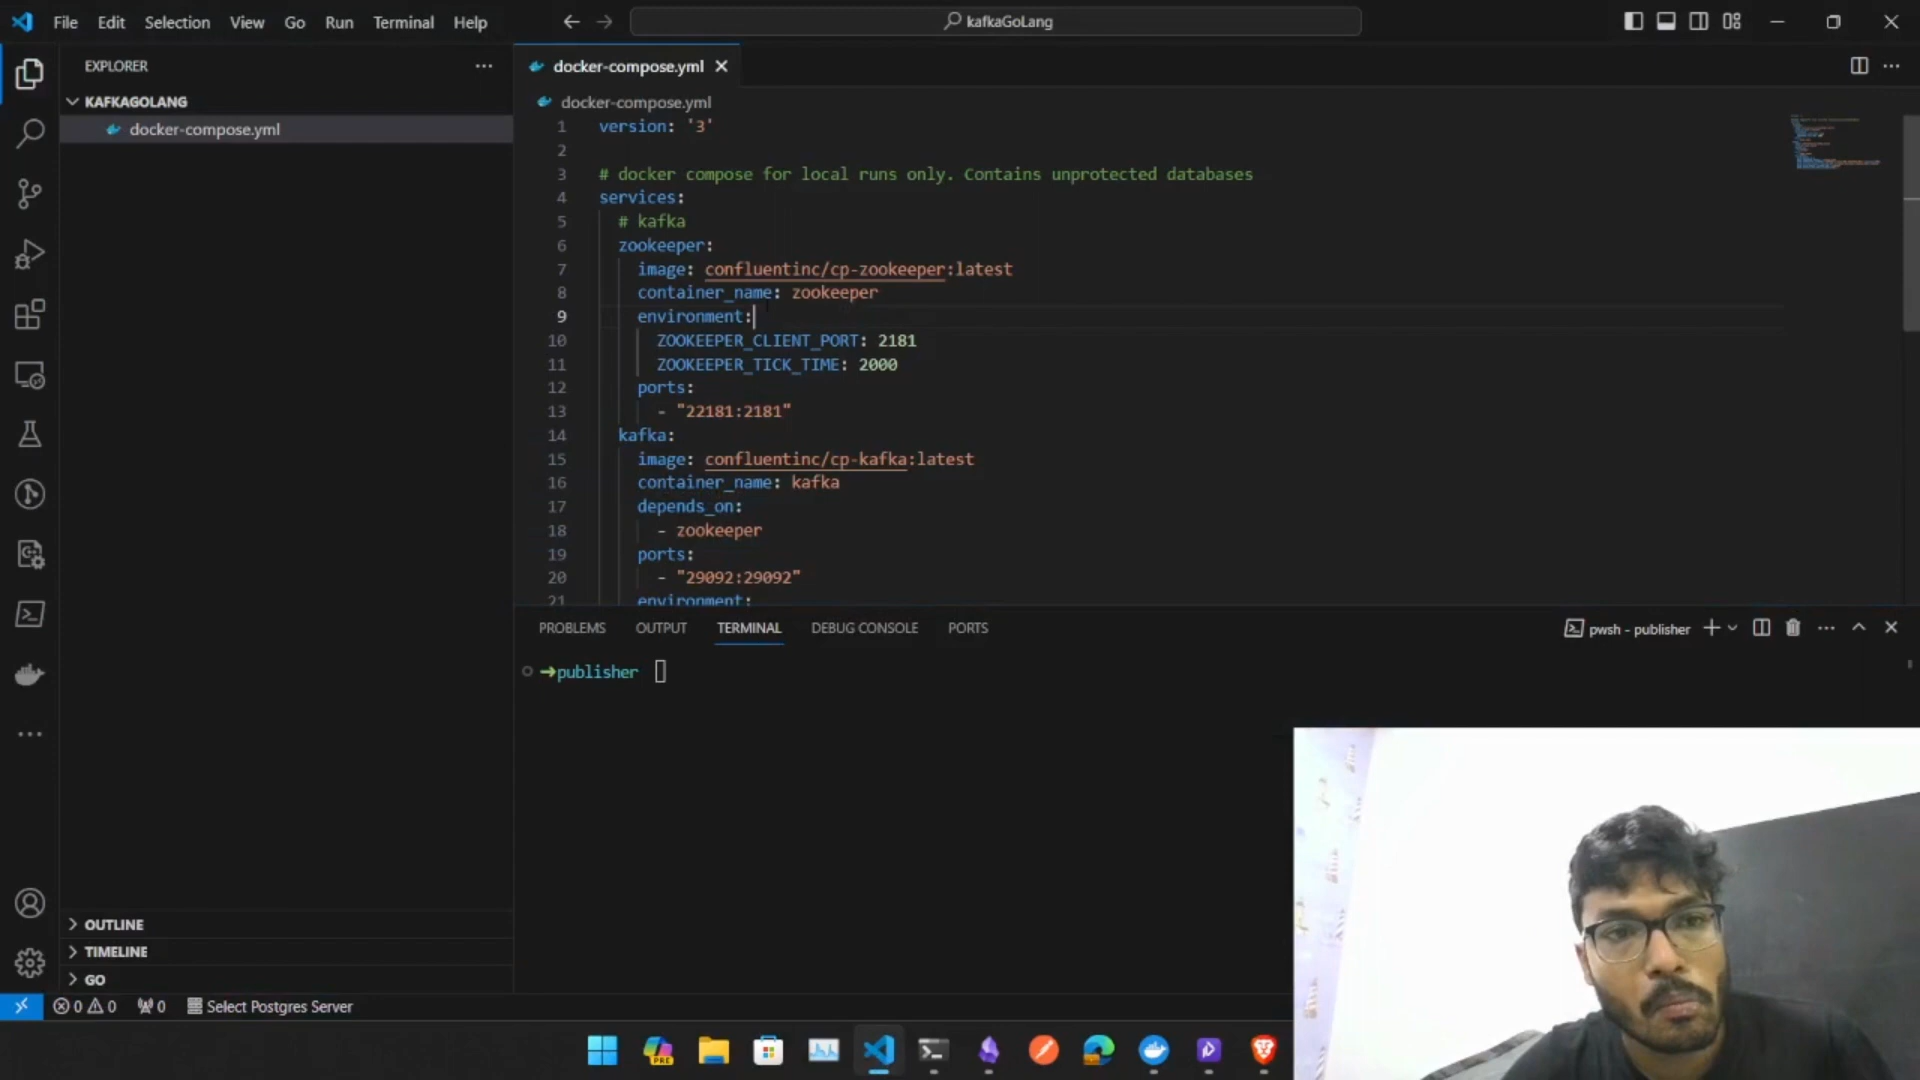 File Edit Selection View Go Run Terminal Help
kafkaGoLang
EXPLORER
KAFKAGOLANG
docker-compose.yml
docker-compose.yml
docker-compose.yml
1 version: '3'
2
3 # docker compose for local runs only. Contains unprotected databases
4 services:
5 # kafka
6 zookeeper:
7 image: confluentinc/cp-zookeeper:latest
8 container_name: zookeeper
9 environment:
10 ZOOKEEPER_CLIENT_PORT: 2181
11 ZOOKEEPER_TICK_TIME: 2000
12 ports:
13 - "22181:2181"
14 kafka:
15 image: confluentinc/cp-kafka:latest
16 container_name: kafka
17 depends_on:
18 - zookeeper
19 ports:
20 - "29092:29092"
21 environment:
PROBLEMS OUTPUT TERMINAL DEBUG CONSOLE PORTS
pwsh - publisher
publisher
OUTLINE
TIMELINE
GO
0 0 0 Select Postgres Server
PRE